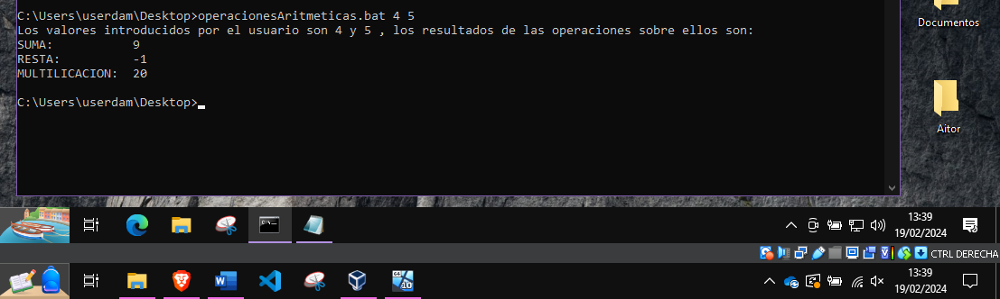 C:\Users\userdam\Desktop>operacionesAritmeticas.bat 4 5
Los valores introducidos por el usuario son 4 y 5 , los resultados de las operaciones sobre ellos son:
SUMA: 9
RESTA: -1
MULTILICACION: 20
C:\Users\userdam\Desktop>
Documentos
Aitor
13:39
19/02/2024
CTRL DERECHA
13:39
19/02/2024